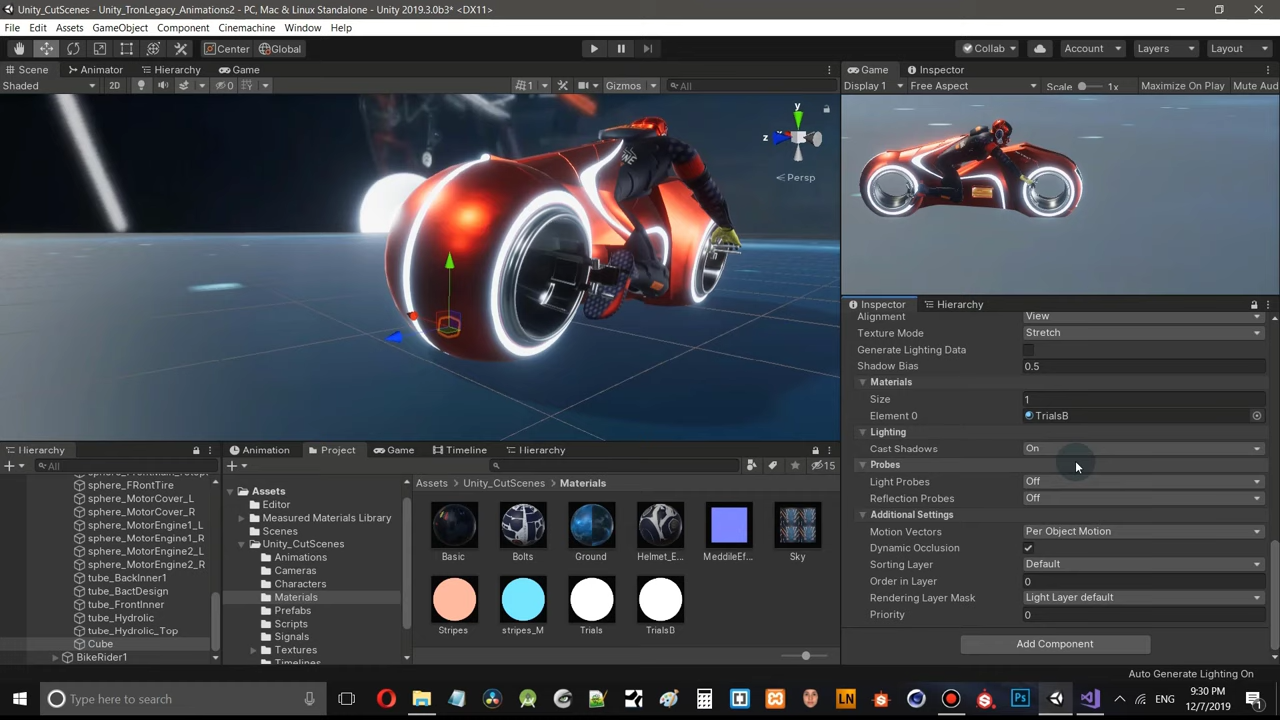 CutScenes - Unity_TronLegacy_Animations2 - PC, Mac & Linux Standalone - Unity 2019.3.0b3* <DX11>
File Edit Assets GameObject Component Cinemachine Window Help
Center Global
Collab Account Layers Layout
Scene Animator Hierarchy Game
Game Inspector
Shaded 2D 0 1 Gizmos All
Display 1 Free Aspect Scale 1x Maximize On Play Mute Aud
y
z
Persp
Inspector Hierarchy
Alignment View
Texture Mode Stretch
Generate Lighting Data
Shadow Bias 0.5
Materials
Size 1
Element 0 TrialsB
Lighting
Cast Shadows On
Probes
Light Probes Off
Reflection Probes Off
Additional Settings
Motion Vectors Per Object Motion
Dynamic Occlusion
Sorting Layer Default
Order in Layer 0
Rendering Layer Mask Light Layer default
Priority 0
Add Component
Hierarchy
All
sphere_FRontTire
sphere_MotorCover_L
sphere_MotorCover_R
sphere_MotorEngine1_L
sphere_MotorEngine1_R
sphere_MotorEngine2_L
sphere_MotorEngine2_R
tube_BackInner1
tube_BactDesign
tube_FrontInner
tube_Hydrolic
tube_Hydrolic_Top
Cube
BikeRider1
Animation Project Game Timeline Hierarchy
15
Assets
Editor
Measured Materials Library
Scenes
Unity_CutScenes
Animations
Cameras
Characters
Materials
Prefabs
Scripts
Signals
Textures
Timelines
Assets Unity_CutScenes Materials
Basic Bolts Ground Helmet_E... MeddileEf... Sky
Stripes stripes_M Trials TrialsB
Auto Generate Lighting On
Type here to search
LN
Ps
ENG
9:30 PM
12/7/2019